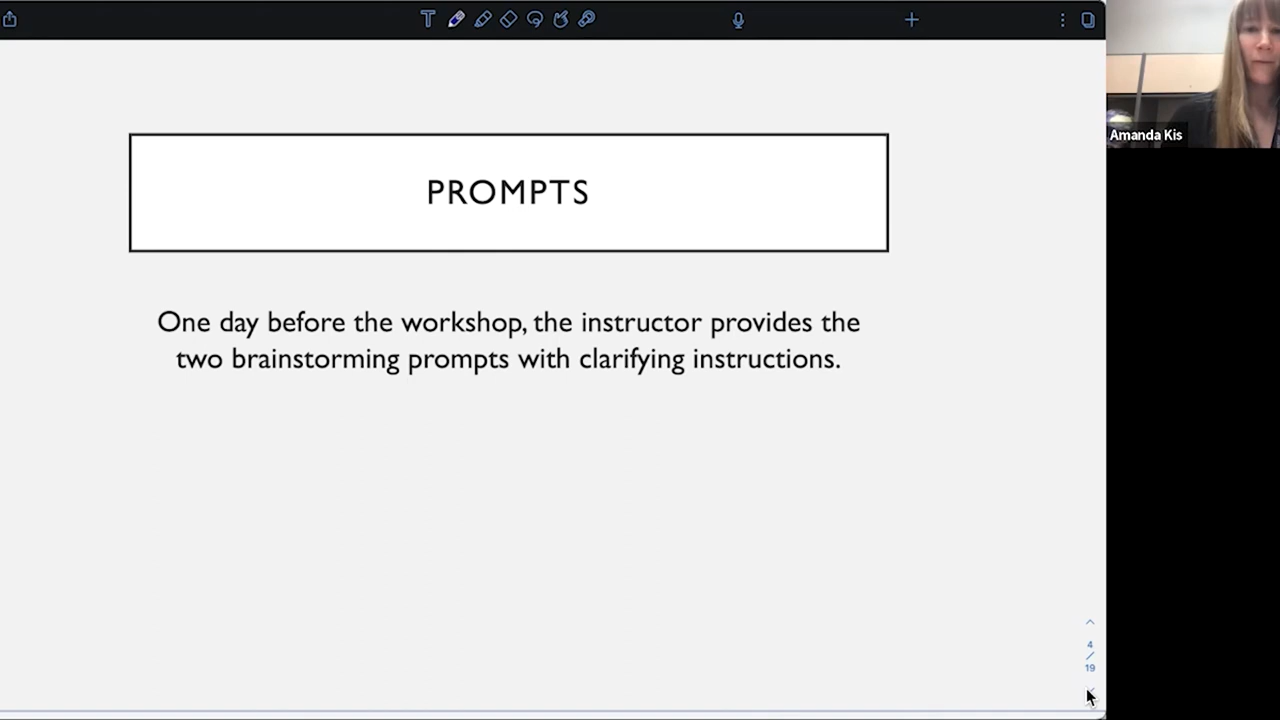 PROMPTS
One day before the workshop, the instructor provides the
two brainstorming prompts with clarifying instructions.
Amanda Kis
4
/
19